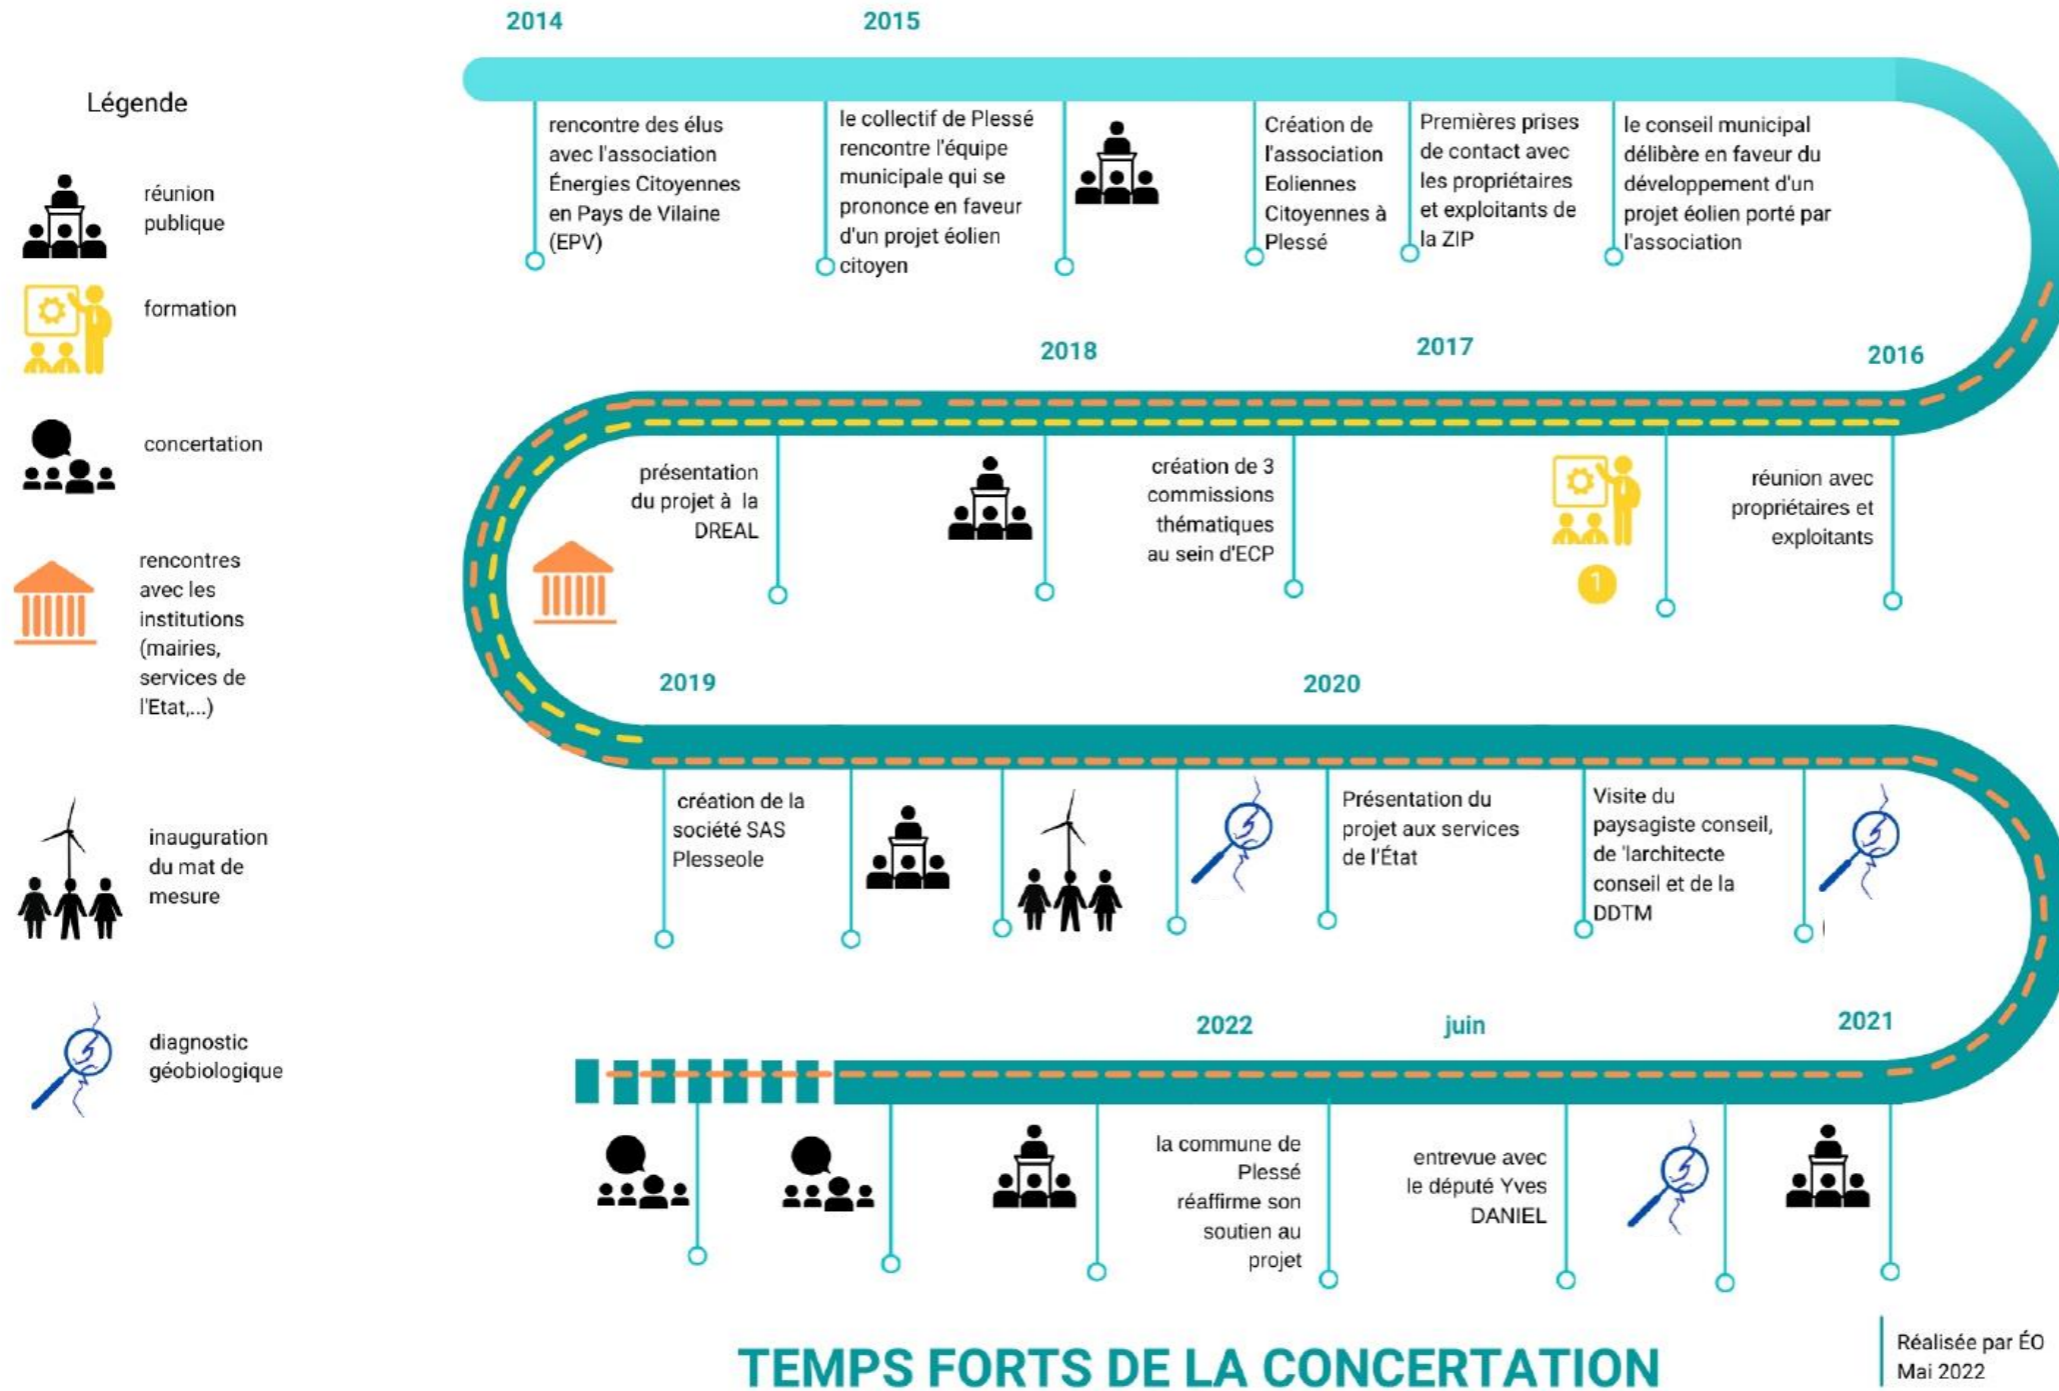 2014
2015
Légende
réunion
publique
formation
concertation
rencontres
avec les
institutions
(mairies,
services de
l'Etat,...)
inauguration
du mat de
mesure
diagnostic
géobiologique
rencontre des élus
avec l'association
Énergies Citoyennes
en Pays de Vilaine
(EPV)
le collectif de Plessé
rencontre l'équipe
municipale qui se
prononce en faveur
d'un projet éolien
citoyen
Création de
l'association
Eoliennes
Citoyennes à
Plessé
Premières prises
de contact avec
les propriétaires
et exploitants de
la ZIP
le conseil municipal
délibère en faveur du
développement d'un
projet éolien porté par
l'association
2018
2017
2016
présentation
du projet à la
DREAL
création de 3
commissions
thématiques
au sein d'ECP
1
réunion avec
propriétaires et
exploitants
2019
2020
création de la
société SAS
Plesseole
Présentation du
projet aux services
de l'État
Visite du
paysagiste conseil,
de 'larchitecte
conseil et de la
DDTM
2022
juin
2021
la commune de
Plessé
réaffirme son
soutien au
projet
entrevue avec
le député Yves
DANIEL
TEMPS FORTS DE LA CONCERTATION
Réalisée par ÉO
Mai 2022